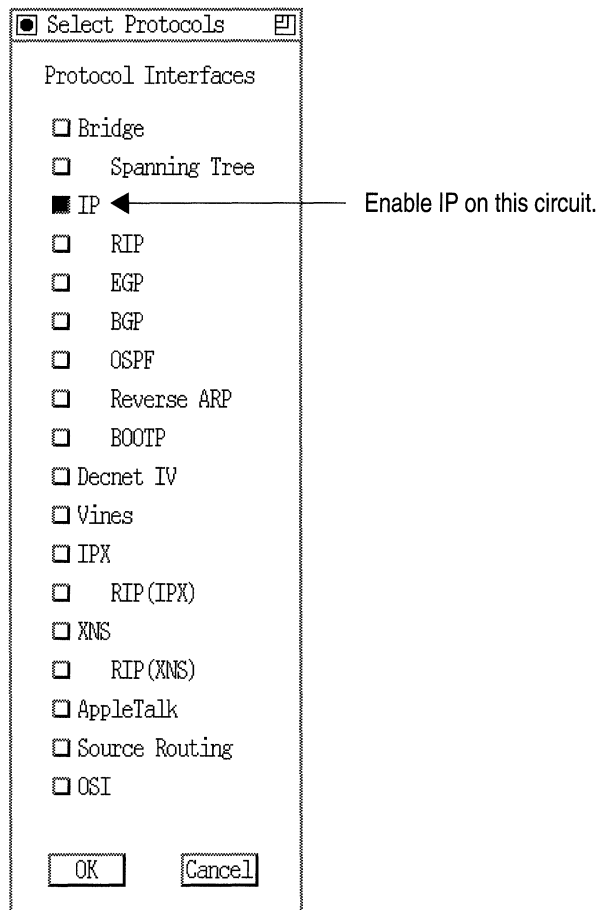 Select Protocols
Protocol Interfaces
Bridge
Spanning Tree
IP
Enable IP on this circuit.
RIP
EGP
BGP
OSPF
Reverse ARP
BOOTP
Decnet IV
Vines
IPX
RIP(IPX)
XNS
RIP(XNS)
AppleTalk
Source Routing
OSI
OK
Cancel